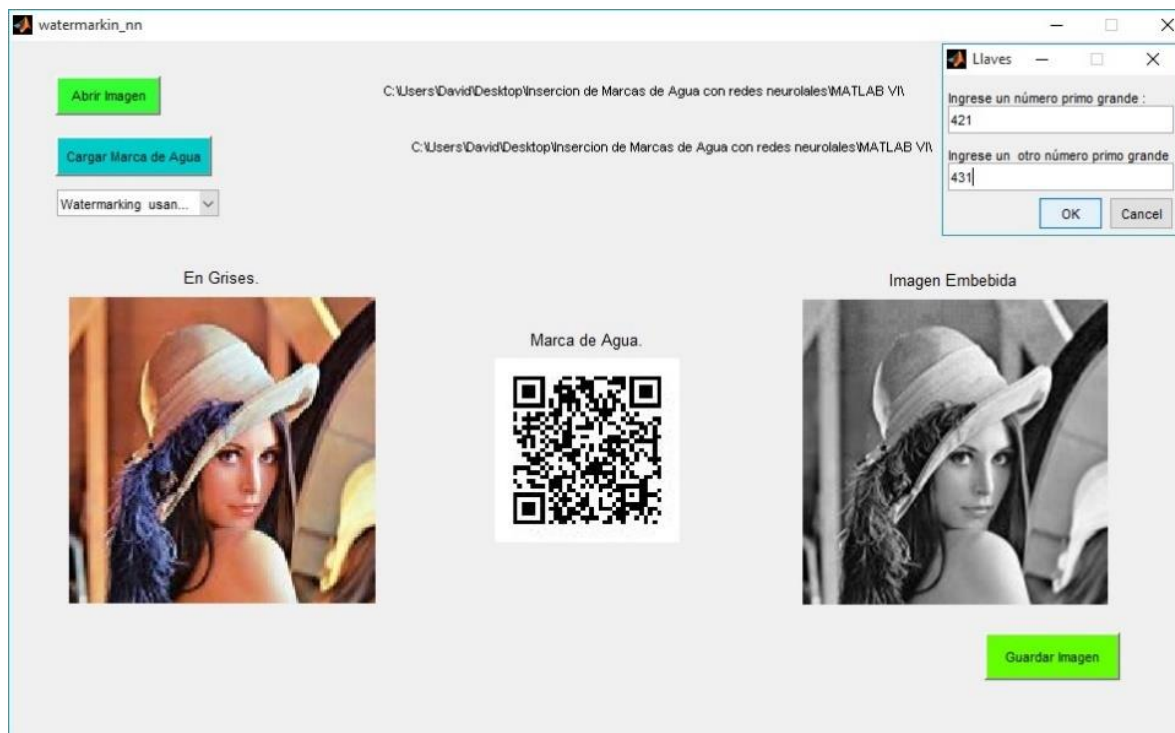 watermarkin_nn
Llaves
Abrir Imagen
C:\Users\David\Desktop\Insercion de Marcas de Agua con redes neurolales\MATLAB VI\
Ingrese un número primo grande :
421
Cargar Marca de Agua
C:\Users\David\Desktop\Insercion de Marcas de Agua con redes neurolales\MATLAB VI\
Ingrese un otro número primo grande
431
Watermarking usan...
OK
Cancel
En Grises.
Imagen Embebida
Marca de Agua.
Guardar Imagen